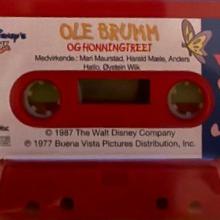 Disney's
OLE BRUMM
OG HONNINGTREET
Medvirkende: Mari Maurstad, Harald Mæle, Anders
Hatlo, Øystein Wiik
© 1987 The Walt Disney Company
℗ 1977 Buena Vista Pictures Distribution, Inc.